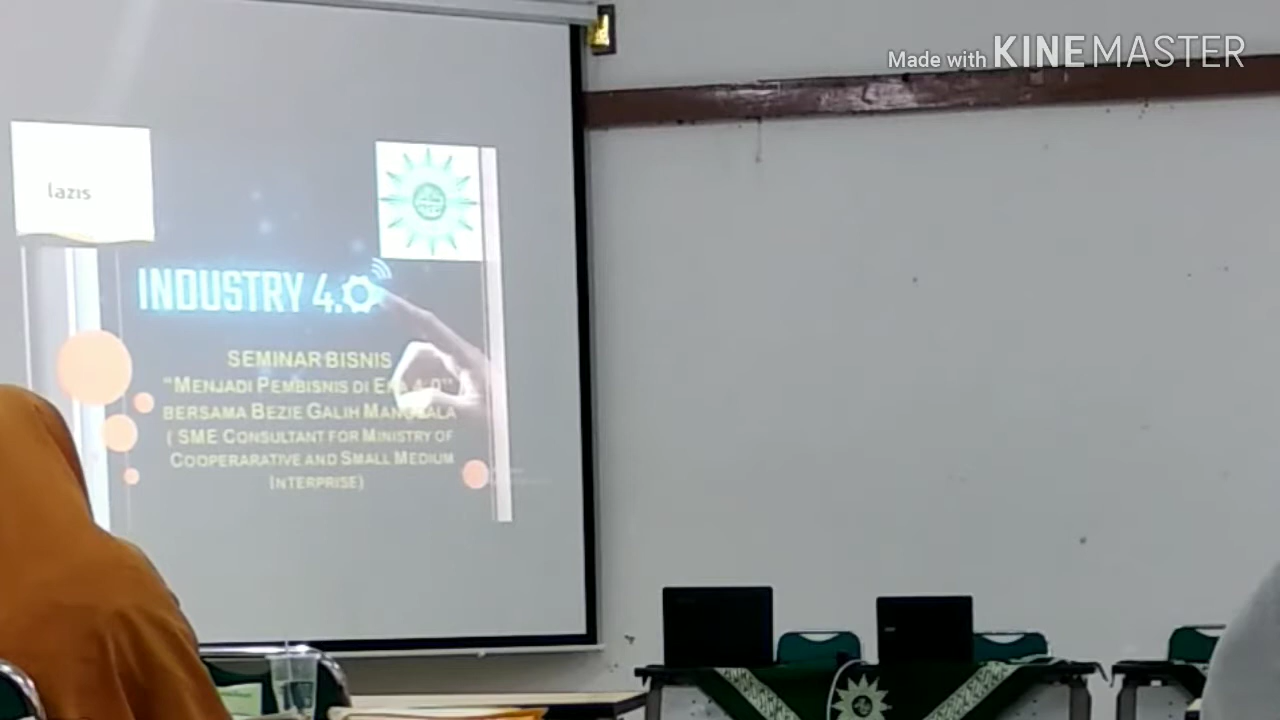 Made with KINEMASTER
lazis
INDUSTRY 4.0
SEMINAR BISNIS
"MENJADI PEMBISNIS DI ERA 4.0"
BERSAMA BEZIE GALIH MANGGALA
( SME CONSULTANT FOR MINISTRY OF
COOPERARATIVE AND SMALL MEDIUM
INTERPRISE)